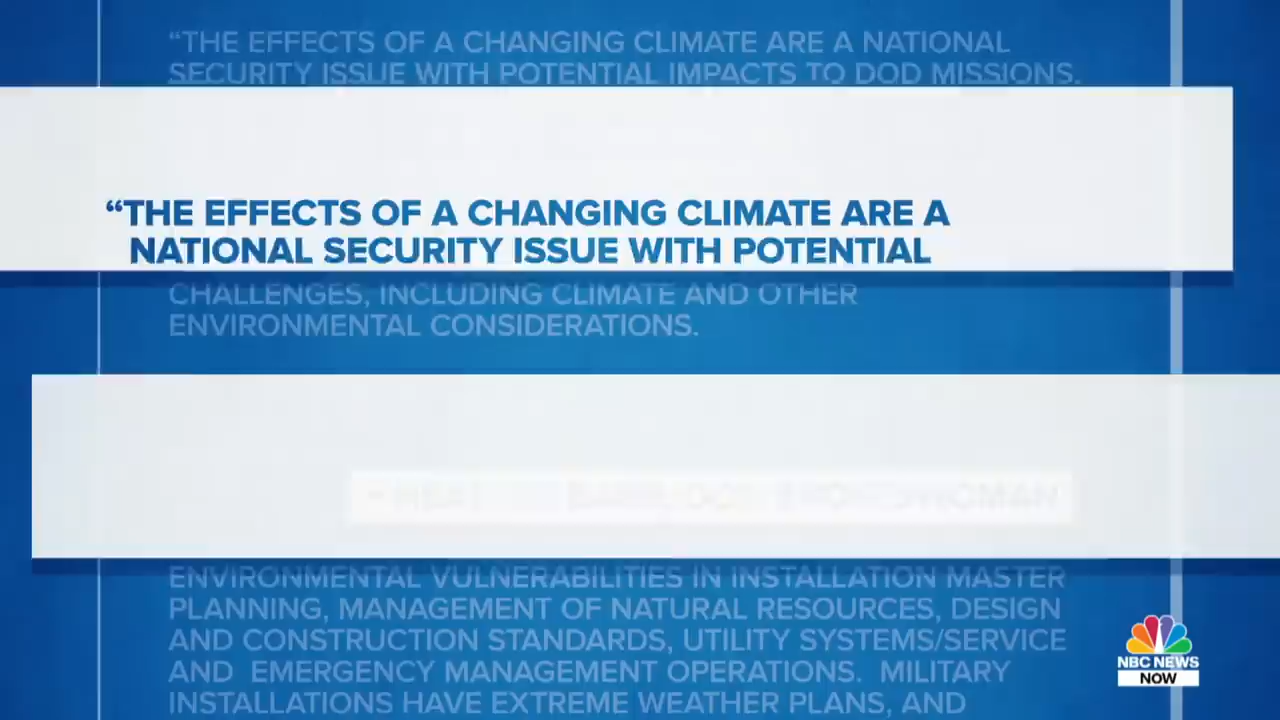 “THE EFFECTS OF A CHANGING CLIMATE ARE A NATIONAL
SECURITY ISSUE WITH POTENTIAL IMPACTS TO DOD MISSIONS.
“THE EFFECTS OF A CHANGING CLIMATE ARE A
NATIONAL SECURITY ISSUE WITH POTENTIAL
CHALLENGES, INCLUDING CLIMATE AND OTHER
ENVIRONMENTAL CONSIDERATIONS.
ENVIRONMENTAL VULNERABILITIES IN INSTALLATION MASTER
PLANNING, MANAGEMENT OF NATURAL RESOURCES, DESIGN
AND CONSTRUCTION STANDARDS, UTILITY SYSTEMS/SERVICE
AND EMERGENCY MANAGEMENT OPERATIONS. MILITARY
INSTALLATIONS HAVE EXTREME WEATHER PLANS, AND
NBC NEWS
NOW